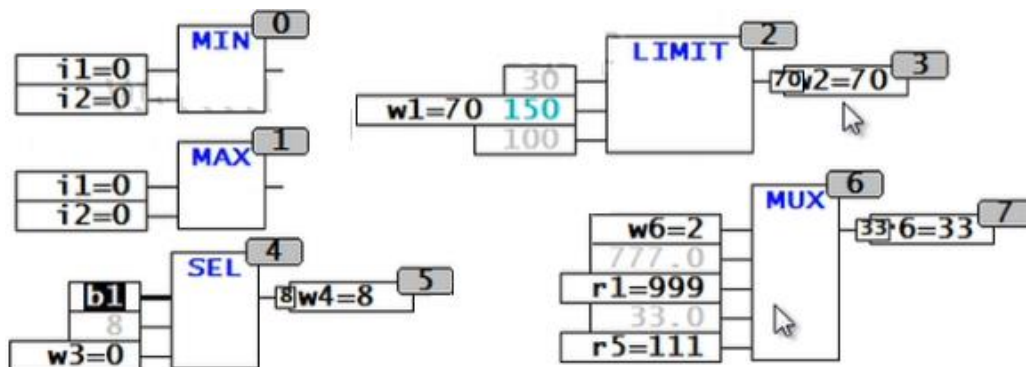 MIN 0
i1=0
i2=0
MAX 1
i1=0
i2=0
SEL 4
b1
8
w3=0
8 w4=8 5
LIMIT 2
30
w1=70 150
100
70 w2=70 3
MUX 6
w6=2
777.0
r1=999
33.0
r5=111
33 6=33 7